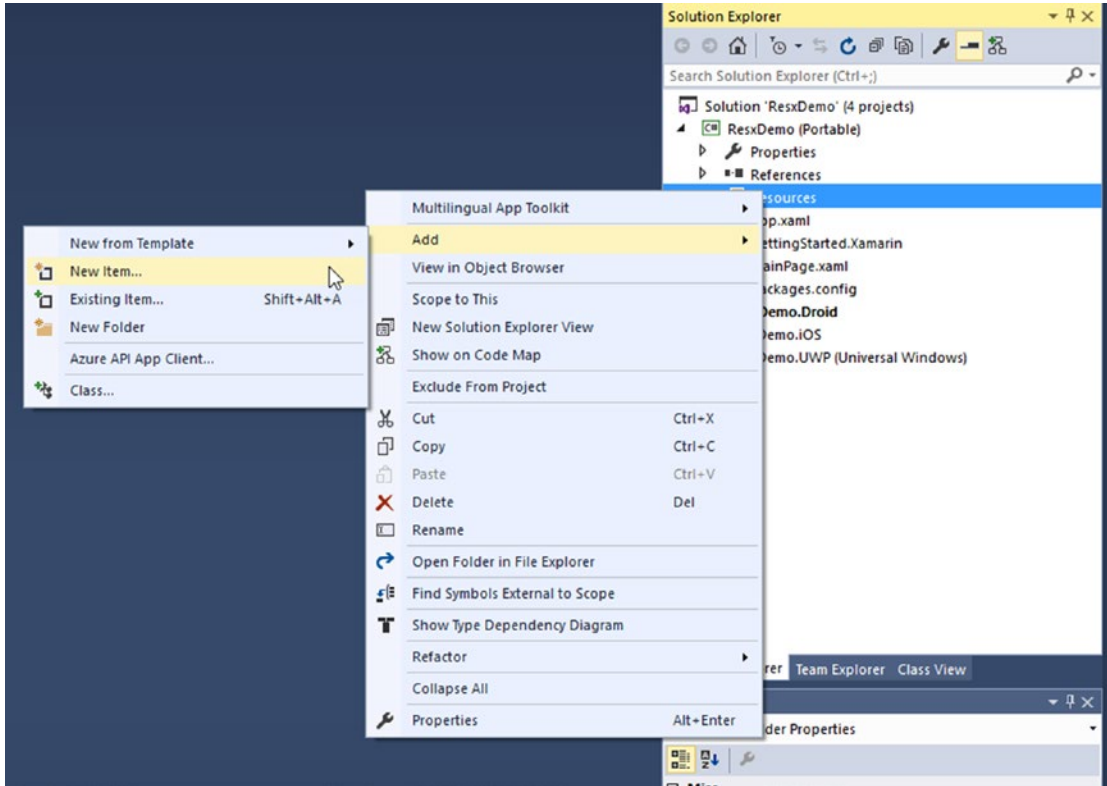 Solution Explorer
Search Solution Explorer (Ctrl+;)
Solution 'ResxDemo' (4 projects)
C# ResxDemo (Portable)
Properties
References
esources
pp.xaml
ettingStarted.Xamarin
ainPage.xaml
ackages.config
Demo.Droid
Demo.iOS
Demo.UWP (Universal Windows)
Multilingual App Toolkit
Add
View in Object Browser
Scope to This
New Solution Explorer View
Show on Code Map
Exclude From Project
Cut Ctrl+X
Copy Ctrl+C
Paste Ctrl+V
Delete Del
Rename
Open Folder in File Explorer
Find Symbols External to Scope
Show Type Dependency Diagram
Refactor
Collapse All
Properties Alt+Enter
New from Template
New Item...
Existing Item... Shift+Alt+A
New Folder
Azure API App Client...
Class...
rer Team Explorer Class View
der Properties